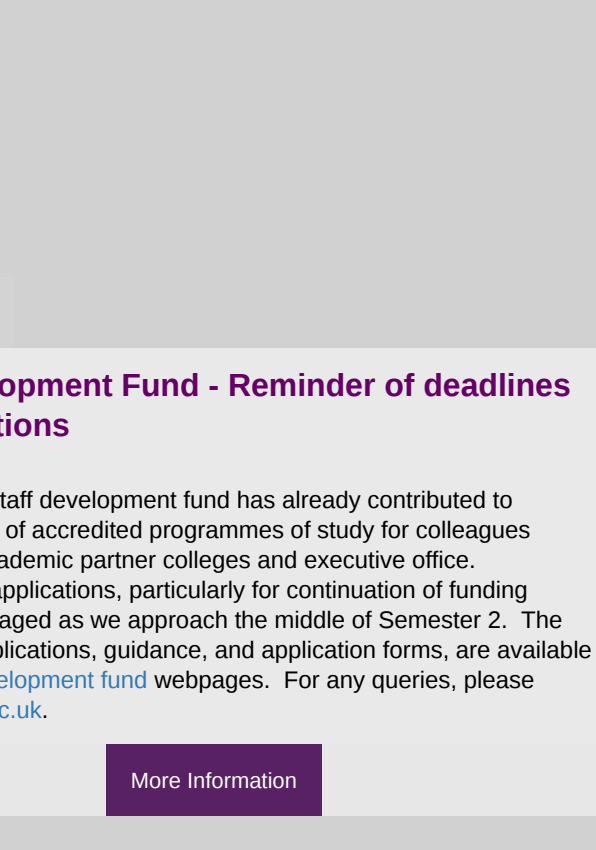 opment Fund - Reminder of deadlines
tions
taff development fund has already contributed to
of accredited programmes of study for colleagues
ademic partner colleges and executive office.
applications, particularly for continuation of funding
aged as we approach the middle of Semester 2.  The
plications, guidance, and application forms, are available
elopment fund webpages.  For any queries, please
c.uk.
More Information